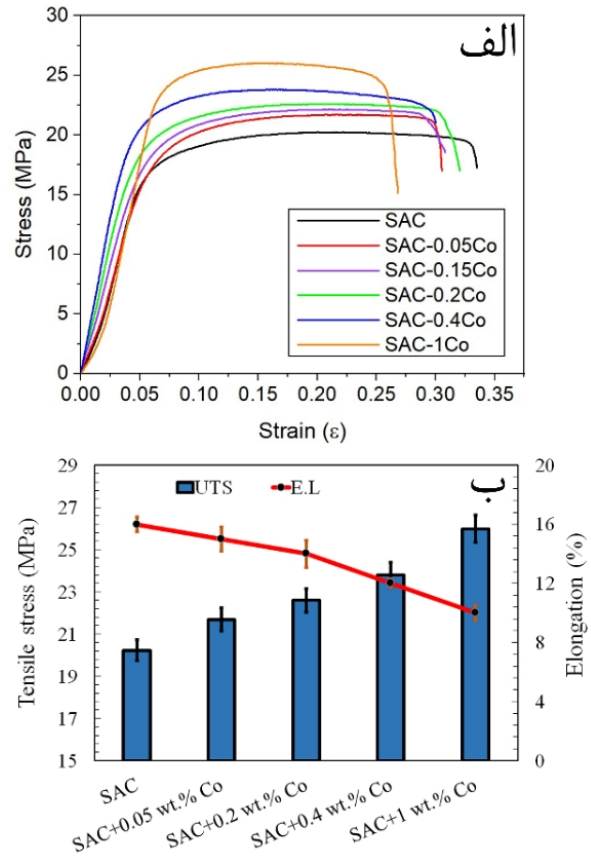 الف
30
25
20
15
10
5
0
Stress (MPa)
SAC
SAC-0.05Co
SAC-0.15Co
SAC-0.2Co
SAC-0.4Co
SAC-1Co
0.00 0.05 0.10 0.15 0.20 0.25 0.30 0.35
Strain (ε)
ب
UTS E.L
29
27
25
23
21
19
17
15
Tensile stress (MPa)
20
16
12
8
4
0
Elongation (%)
SAC
SAC+0.05 wt.% Co
SAC+0.2 wt.% Co
SAC+0.4 wt.% Co
SAC+1 wt.% Co